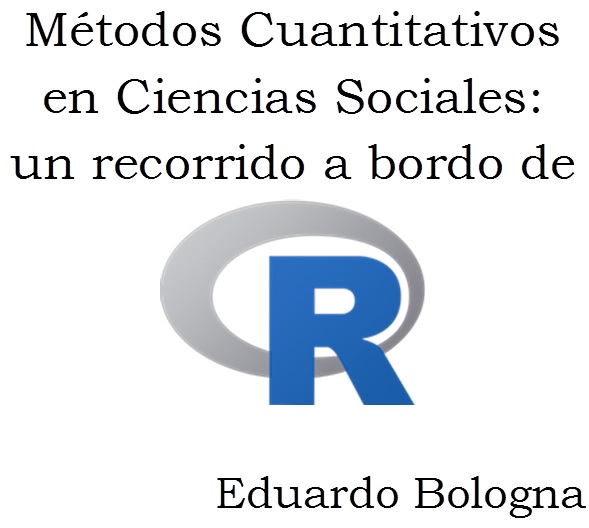 Métodos Cuantitativos
en Ciencias Sociales:
un recorrido a bordo de
R
Eduardo Bologna